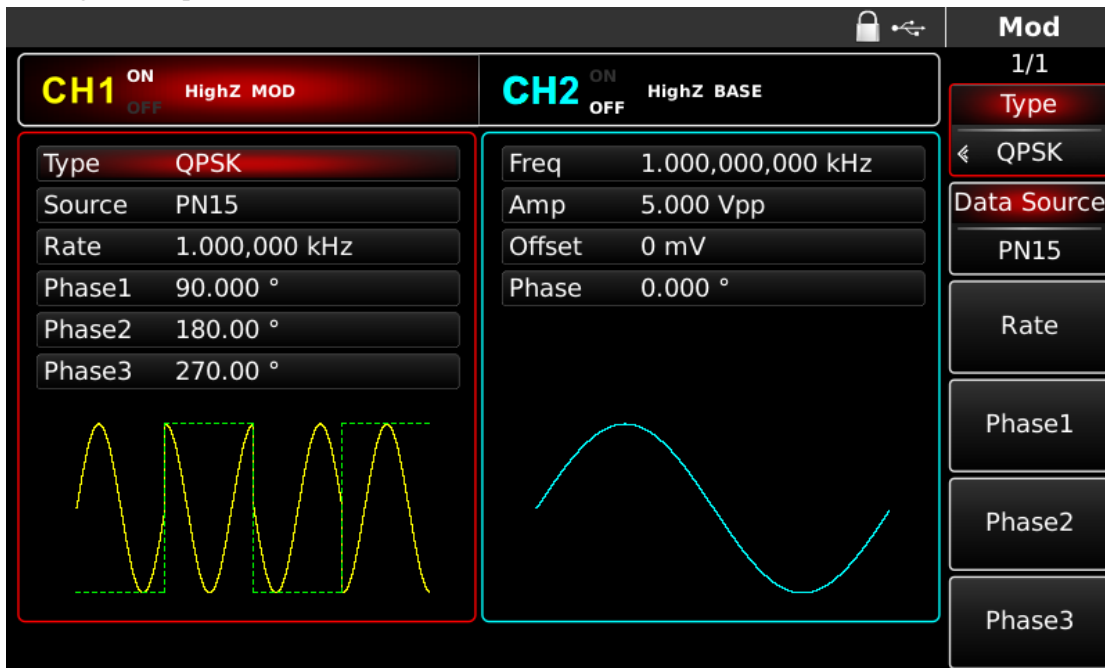 Mod
1/1
CH1 ON OFF HighZ MOD
CH2 ON OFF HighZ BASE
Type QPSK
Source PN15
Rate 1.000,000 kHz
Phase1 90.000 °
Phase2 180.00 °
Phase3 270.00 °
Freq 1.000,000,000 kHz
Amp 5.000 Vpp
Offset 0 mV
Phase 0.000 °
Type
QPSK
Data Source
PN15
Rate
Phase1
Phase2
Phase3